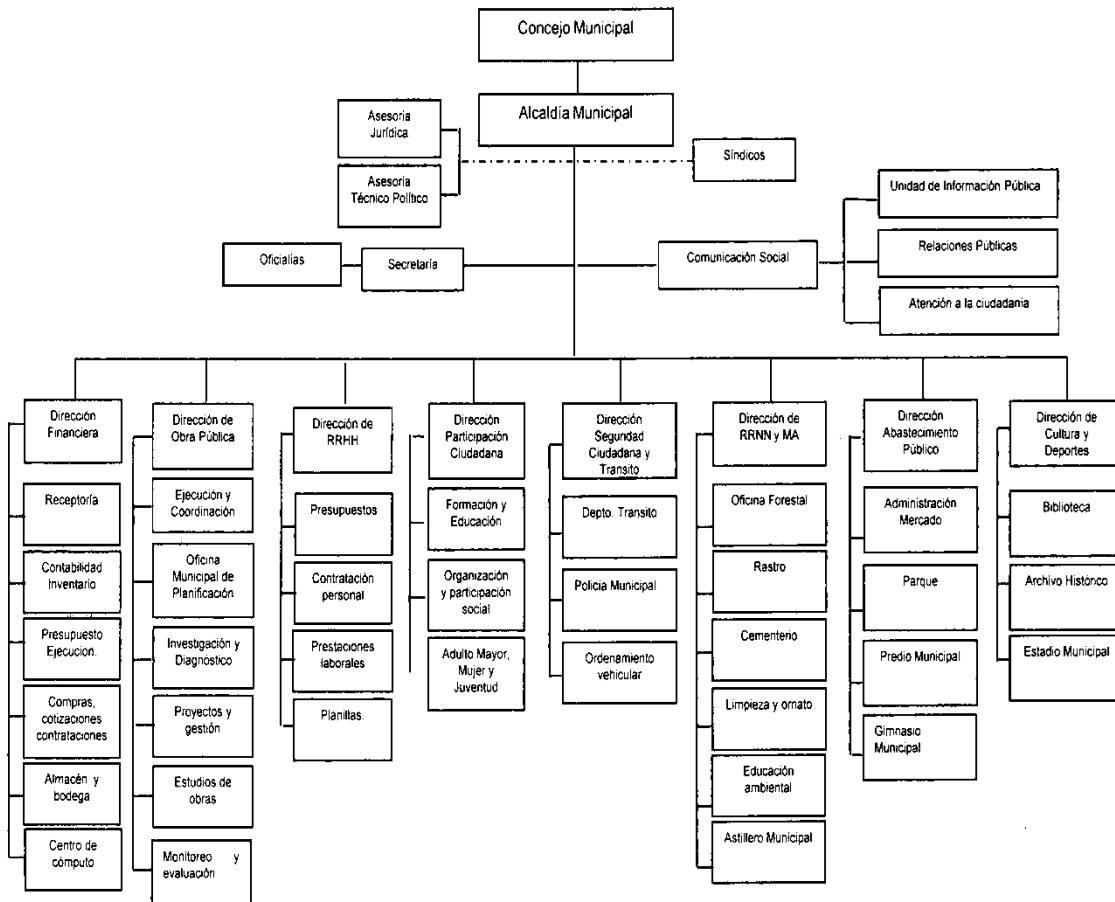 Concejo Municipal
Alcaldía Municipal
Asesoria
Jurídica
Síndicos
Asesoria
Técnico Político
Unidad de Información Pública
Oficialias
Secretaría
Comunicación Social
Relaciones Públicas
Atención a la ciudadania
Dirección
Financiera
Receptoría
Contabilidad
Inventario
Presupuesto
Ejecucion.
Compras,
cotizaciones
contrataciones
Almacén y
bodega
Centro de
cómputo
Dirección de
Obra Pública
Ejecución y
Coordinación
Oficina
Municipal de
Planificación
Investigación y
Diagnóstico
Proyectos y
gestión
Estudios de
obras
Monitoreo y
evaluación
Dirección de
RRHH
Presupuestos
Contratación
personal
Prestaciones
laborales
Planillas.
Dirección
Participación
Ciudadana
Formación y
Educación
Organización
y participación
social
Adulto Mayor,
Mujer y
Juventud
Dirección
Seguridad
Ciudadana y
Transito
Depto. Transito
Policia Municipal
Ordenamiento
vehicular
Dirección de
RRNN y MA
Oficina Forestal
Rastro
Cementerio
Limpieza y ornato
Educación
ambiental
Astillero Municipal
Dirección
Abastecimiento
Público
Administración
Mercado
Parque
Predio Municipal
Gimnasio
Municipal
Dirección de
Cultura y
Deportes
Biblioteca
Archivo Histórico
Estadio Municipal